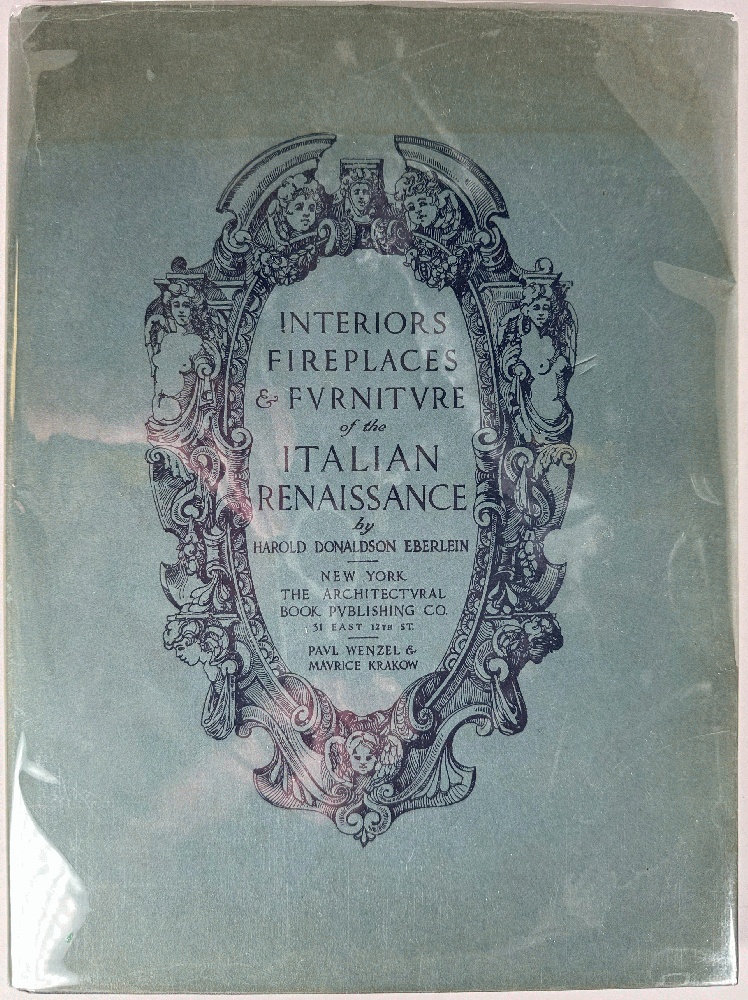 INTERIORS
FIREPLACES
& FVRNITVRE
of the
ITALIAN
RENAISSANCE
by
HAROLD DONALDSON EBERLEIN
NEW YORK
THE ARCHITECTVRAL
BOOK PVBLISHING CO.
31 EAST 12TH ST.
PAVL WENZEL &
MAVRICE KRAKOW